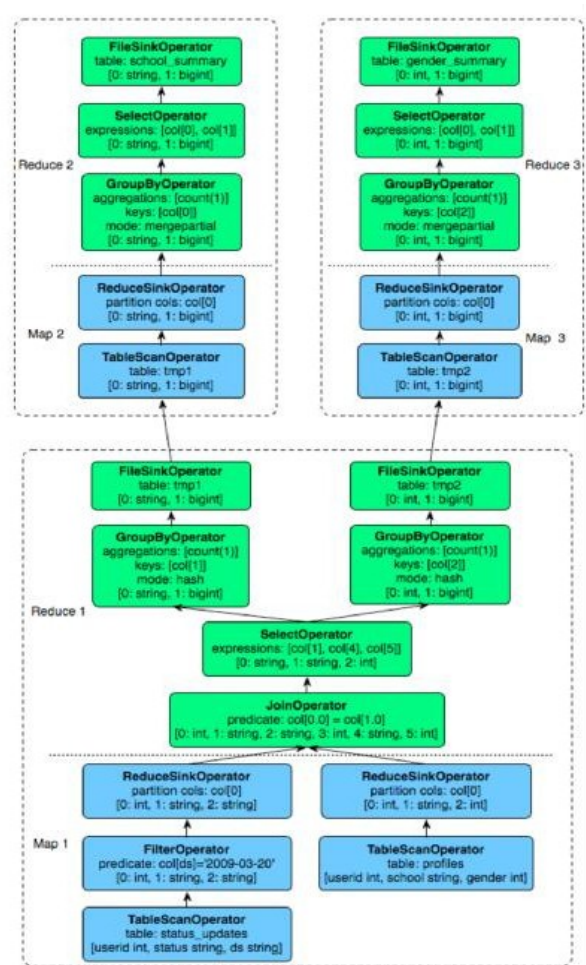 FileSinkOperator
table: school_summary
[0: string, 1: bigint]
SelectOperator
expressions: [col[0], col[1]]
[0: string, 1: bigint]
Reduce 2
GroupByOperator
aggregations: [count(1)]
keys: [col[0]]
mode: mergepartial
[0: string, 1: bigint]
ReduceSinkOperator
partition cols: col[0]
[0: string, 1: bigint]
Map 2
TableScanOperator
table: tmp1
[0: string, 1: bigint]
FileSinkOperator
table: gender_summary
[0: int, 1: bigint]
SelectOperator
expressions: [col[0], col[1]]
[0: int, 1: bigint]
Reduce 3
GroupByOperator
aggregations: [count(1)]
keys: [col[2]]
mode: mergepartial
[0: int, 1: bigint]
ReduceSinkOperator
partition cols: col[0]
[0: int, 1: bigint]
Map 3
TableScanOperator
table: tmp2
[0: int, 1: bigint]
FileSinkOperator
table: tmp1
[0: string, 1: bigint]
FileSinkOperator
table: tmp2
[0: int, 1: bigint]
GroupByOperator
aggregations: [count(1)]
keys: [col[1]]
mode: hash
[0: string, 1: bigint]
GroupByOperator
aggregations: [count(1)]
keys: [col[2]]
mode: hash
[0: int, 1: bigint]
Reduce 1
SelectOperator
expressions: [col[1], col[4], col[5]]
[0: string, 1: string, 2: int]
JoinOperator
predicate: col[0.0] = col[1.0]
[0: int, 1: string, 2: string, 3: int, 4: string, 5: int]
ReduceSinkOperator
partition cols: col[0]
[0: int, 1: string, 2: string]
ReduceSinkOperator
partition cols: col[0]
[0: int, 1: string, 2: int]
Map 1
FilterOperator
predicate: col[ds]='2009-03-20'
[0: int, 1: string, 2: string]
TableScanOperator
table: profiles
[userid int, school string, gender int]
TableScanOperator
table: status_updates
[userid int, status string, ds string]